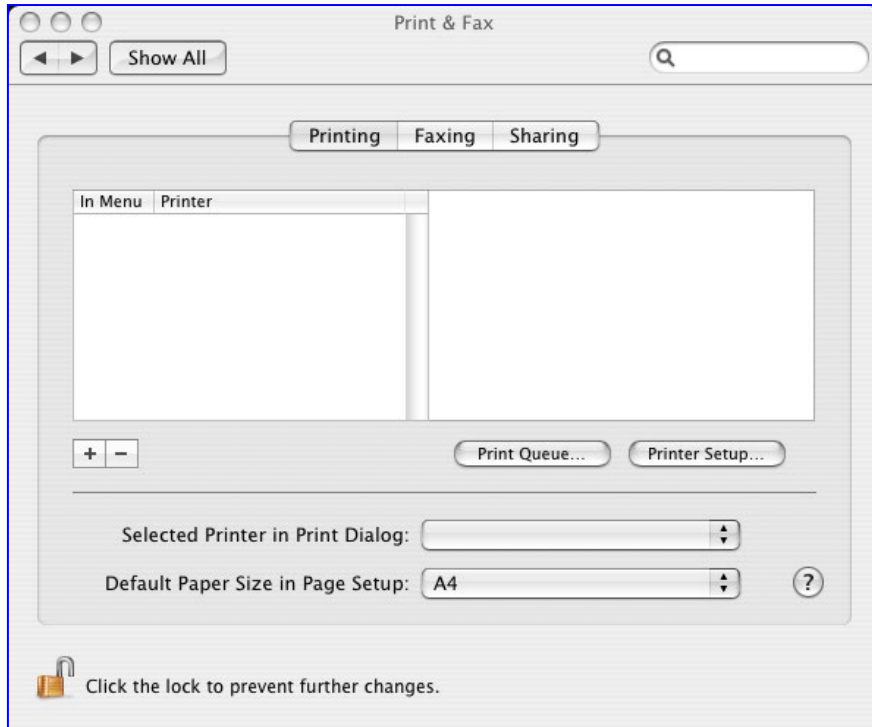 Print & Fax
Show All
Printing Faxing Sharing
In Menu Printer
+ −
Print Queue... Printer Setup...
Selected Printer in Print Dialog:
Default Paper Size in Page Setup: A4 ?
Click the lock to prevent further changes.